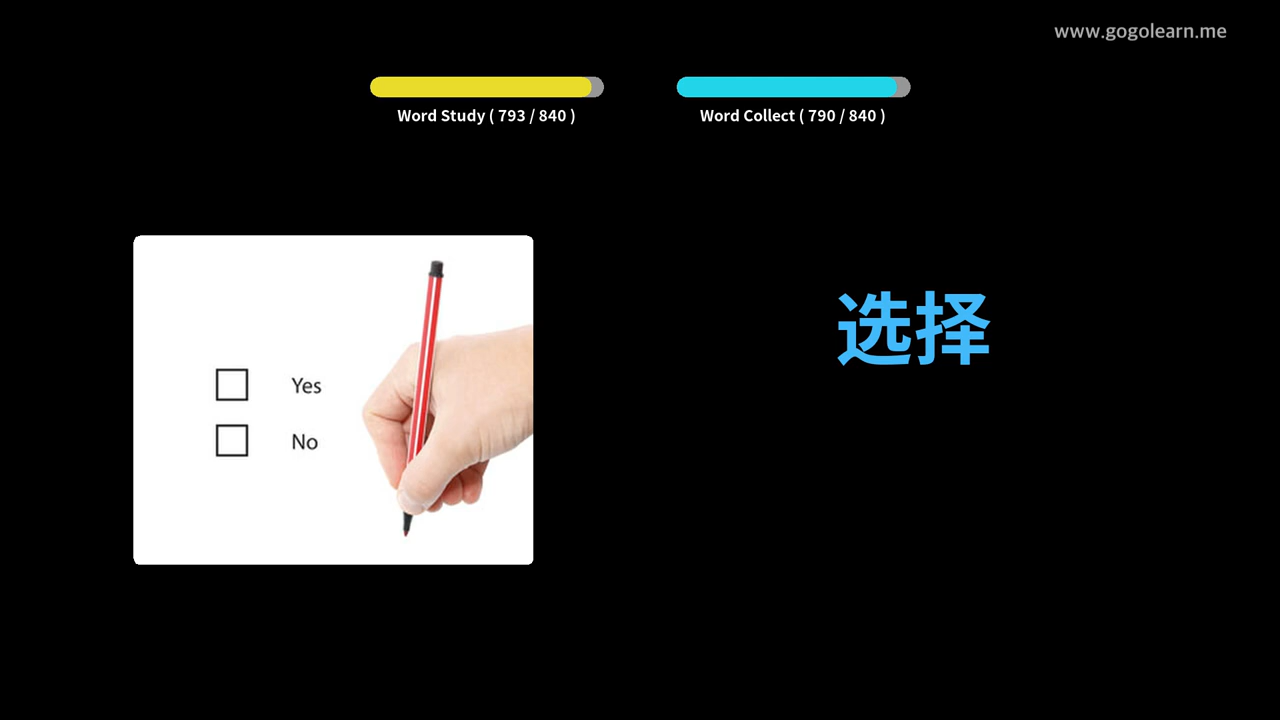 www.gogolearn.me
Word Study ( 793 / 840 )
Word Collect ( 790 / 840 )
选择
Yes
No